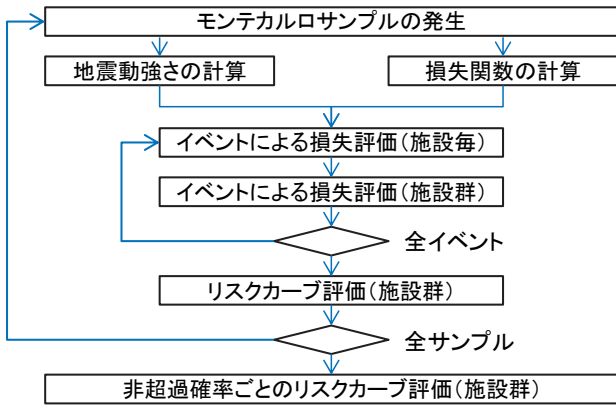 モンテカルロサンプルの発生
地震動強さの計算
損失関数の計算
イベントによる損失評価(施設毎)
イベントによる損失評価(施設群)
全イベント
リスクカーブ評価(施設群)
全サンプル
非超過確率ごとのリスクカーブ評価(施設群)